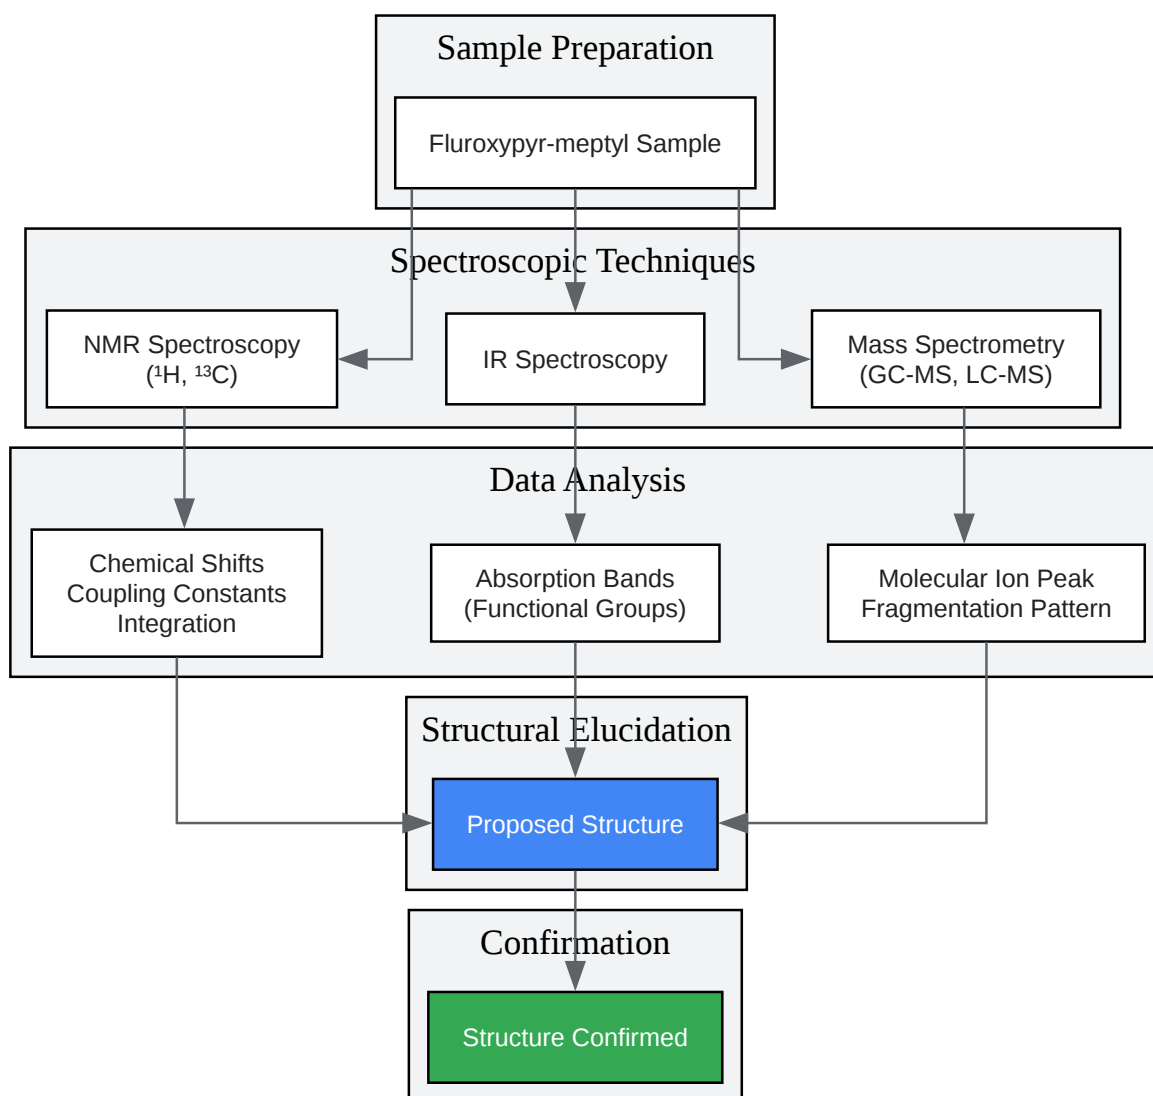 Sample Preparation
Fluroxypyr-meptyl Sample
Spectroscopic Techniques
NMR Spectroscopy
(¹H, ¹³C)
IR Spectroscopy
Mass Spectrometry
(GC-MS, LC-MS)
Data Analysis
Chemical Shifts
Coupling Constants
Integration
Absorption Bands
(Functional Groups)
Molecular Ion Peak
Fragmentation Pattern
Structural Elucidation
Proposed Structure
Confirmation
Structure Confirmed